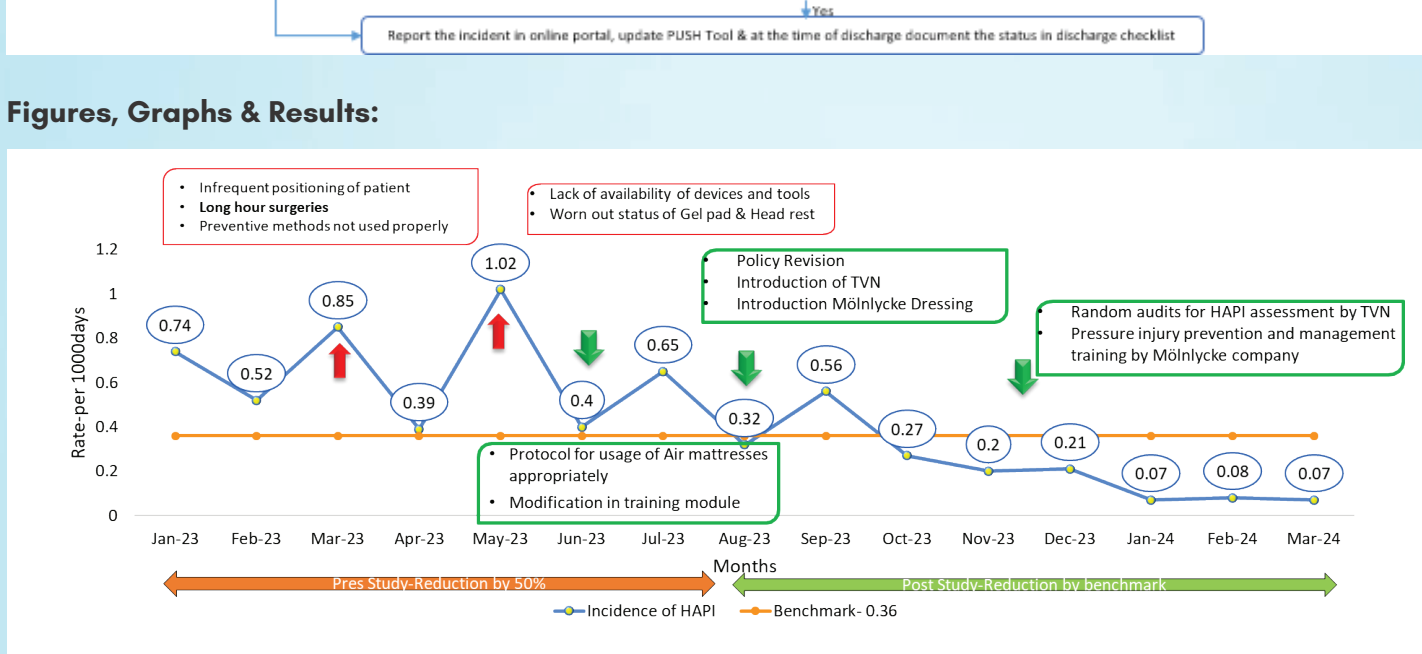 Yes
Report the incident in online portal, update PUSH Tool & at the time of discharge document the status in discharge checklist
Figures, Graphs & Results:
• Infrequent positioning of patient
• Long hour surgeries
• Preventive methods not used properly
• Lack of availability of devices and tools
• Worn out status of Gel pad & Head rest
• Policy Revision
• Introduction of TVN
• Introduction Mölnlycke Dressing
• Random audits for HAPI assessment by TVN
• Pressure injury prevention and management
training by Mölnlycke company
Rate-per 1000days
1.2
1
0.8
0.6
0.4
0.2
0
0.74
0.52
0.85
0.39
1.02
0.4
0.65
0.32
0.56
0.27
0.2
0.21
0.07
0.08
0.07
• Protocol for usage of Air mattresses
appropriately
• Modification in training module
Jan-23 Feb-23 Mar-23 Apr-23 May-23 Jun-23 Jul-23 Aug-23 Sep-23 Oct-23 Nov-23 Dec-23 Jan-24 Feb-24 Mar-24
Months
Pres Study-Reduction by 50%
Post Study-Reduction by benchmark
Incidence of HAPI
Benchmark- 0.36